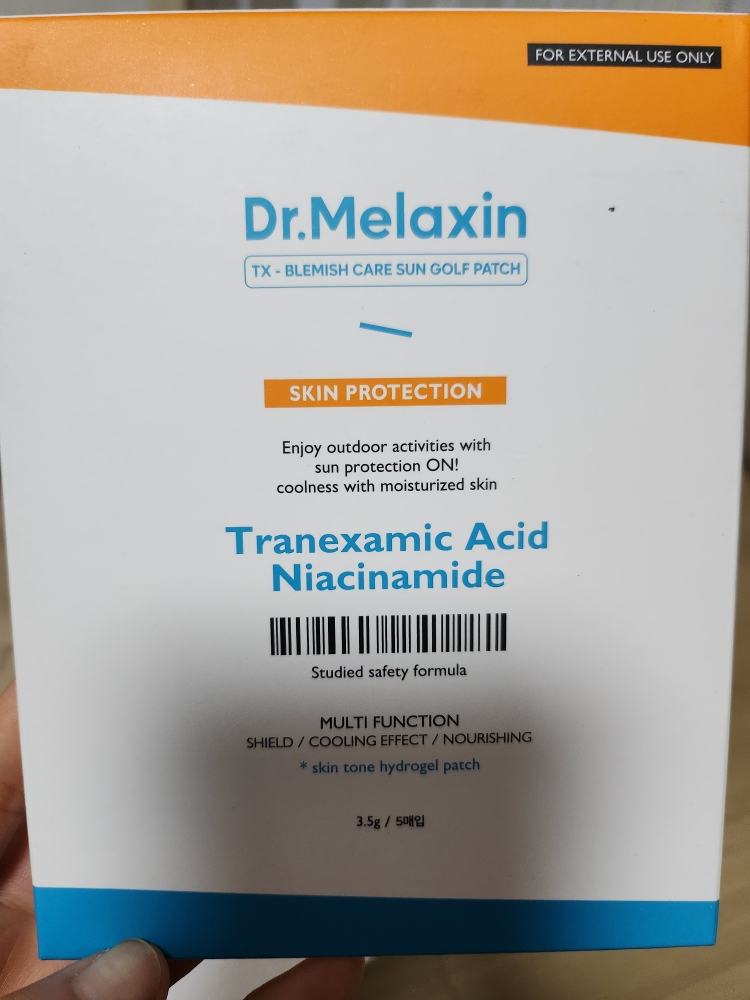 FOR EXTERNAL USE ONLY
Dr.Melaxin
TX - BLEMISH CARE SUN GOLF PATCH
SKIN PROTECTION
Enjoy outdoor activities with
sun protection ON!
coolness with moisturized skin
Tranexamic Acid
Niacinamide
Studied safety formula
MULTI FUNCTION
SHIELD / COOLING EFFECT / NOURISHING
* skin tone hydrogel patch
3.5g / 5매입